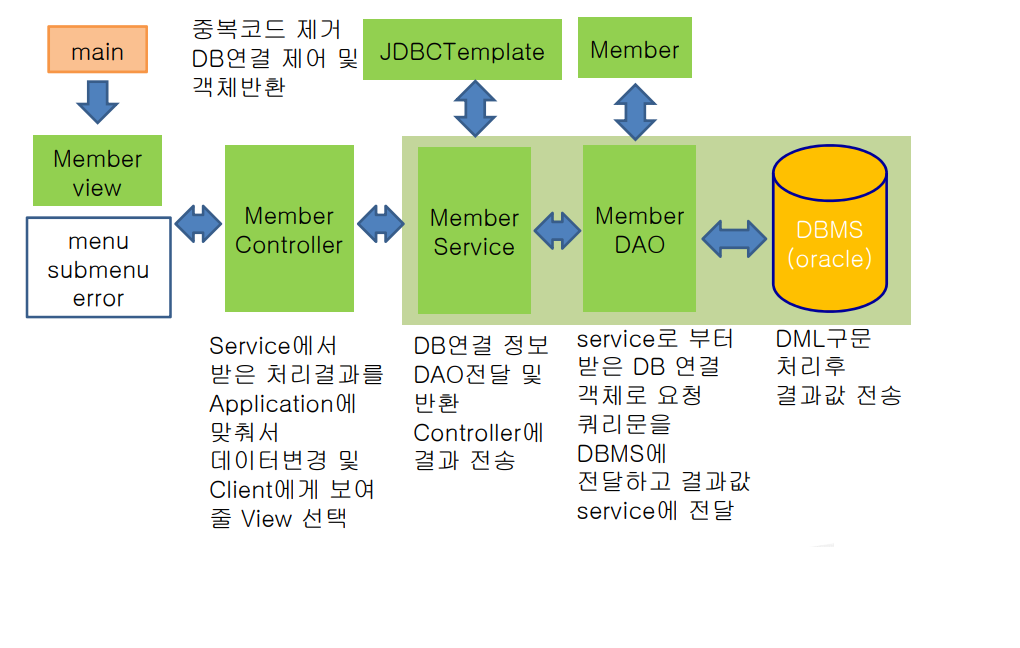 main
중복코드 제거
DB연결 제어 및
객체반환
JDBCTemplate
Member
Member
view
menu
submenu
error
Member
Controller
Member
Service
Member
DAO
DBMS
(oracle)
Service에서
받은 처리결과를
Application에
맞춰서
데이터변경 및
Client에게 보여
줄 View 선택
DB연결 정보
DAO전달 및
반환
Controller에
결과 전송
service로 부터
받은 DB 연결
객체로 요청
쿼리문을
DBMS에
전달하고 결과값
service에 전달
DML구문
처리후
결과값 전송